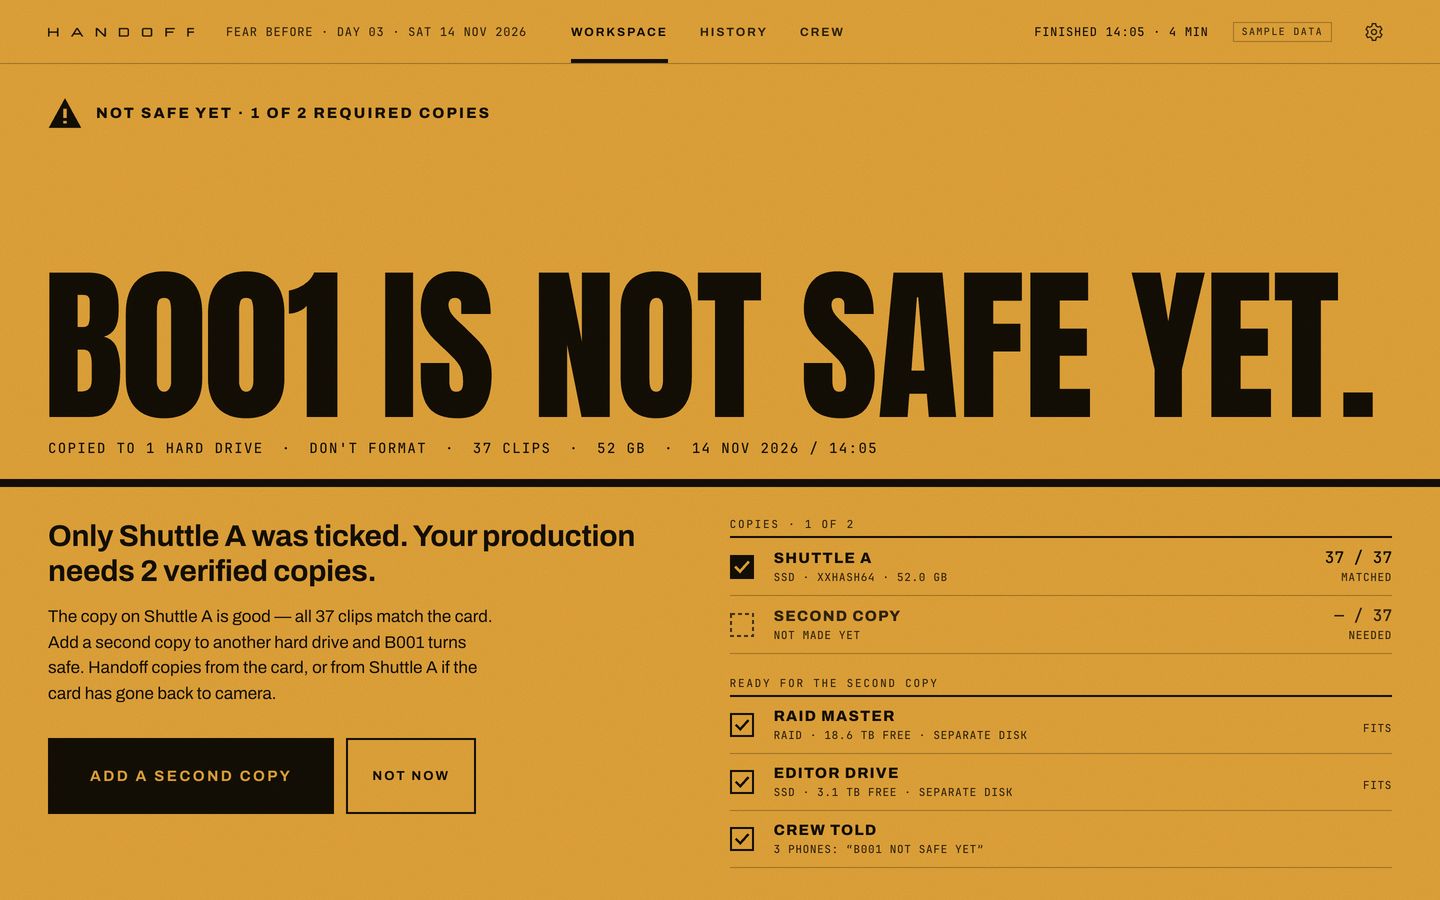 HANDOFF
FEAR BEFORE · DAY 03 · SAT 14 NOV 2026
WORKSPACE
HISTORY
CREW
FINISHED 14:05 · 4 MIN
SAMPLE DATA
NOT SAFE YET · 1 OF 2 REQUIRED COPIES
B001 IS NOT SAFE YET.
COPIED TO 1 HARD DRIVE · DON'T FORMAT · 37 CLIPS · 52 GB · 14 NOV 2026 / 14:05
Only Shuttle A was ticked. Your production
needs 2 verified copies.
The copy on Shuttle A is good — all 37 clips match the card.
Add a second copy to another hard drive and B001 turns
safe. Handoff copies from the card, or from Shuttle A if the
card has gone back to camera.
ADD A SECOND COPY
NOT NOW
COPIES · 1 OF 2
SHUTTLE A
37 / 37
SSD · XXHASH64 · 52.0 GB
MATCHED
SECOND COPY
— / 37
NOT MADE YET
NEEDED
READY FOR THE SECOND COPY
RAID MASTER
RAID · 18.6 TB FREE · SEPARATE DISK
FITS
EDITOR DRIVE
SSD · 3.1 TB FREE · SEPARATE DISK
FITS
CREW TOLD
3 PHONES: “B001 NOT SAFE YET”